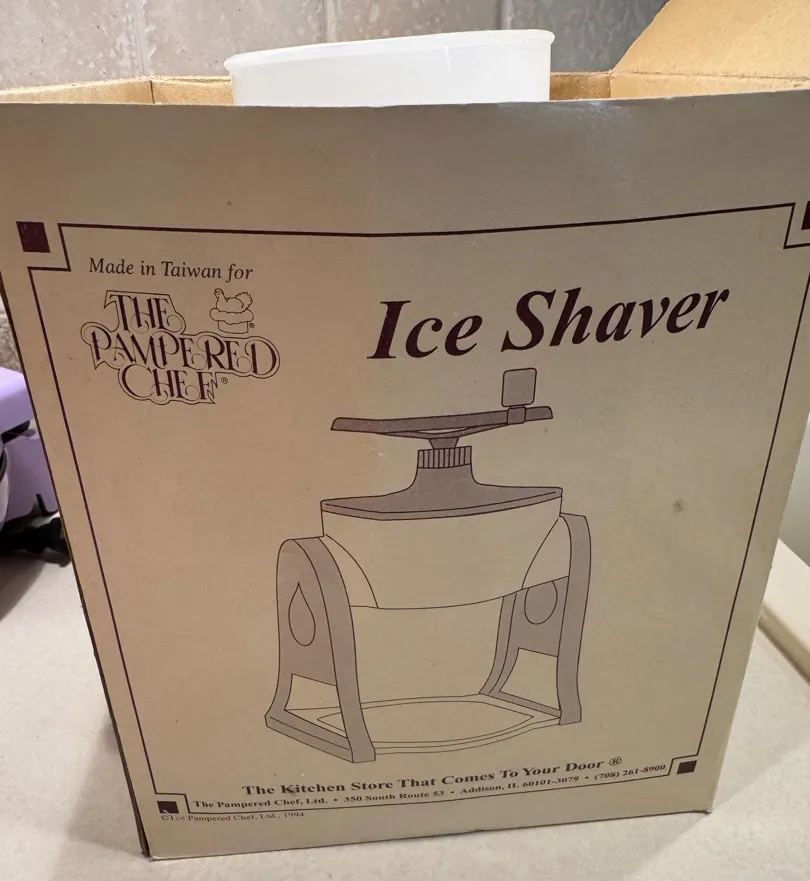 Made in Taiwan for
THE
PAMPERED
CHEF®
Ice Shaver
The Kitchen Store That Comes To Your Door ®
The Pampered Chef, Ltd. • 350 South Route 53 • Addison, IL 60101-3079 • (708) 261-8900
© The Pampered Chef, Ltd., 1994